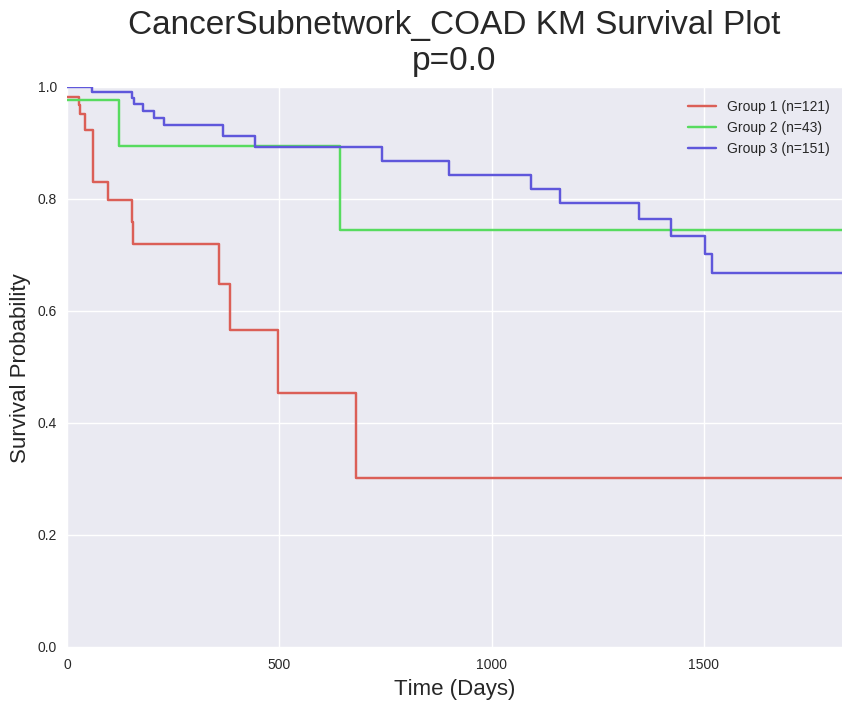 CancerSubnetwork_COAD KM Survival Plot
p=0.0
Group 1 (n=121)
Group 2 (n=43)
Group 3 (n=151)
Survival Probability
1.0
0.8
0.6
0.4
0.2
0.0
0
500
1000
1500
Time (Days)